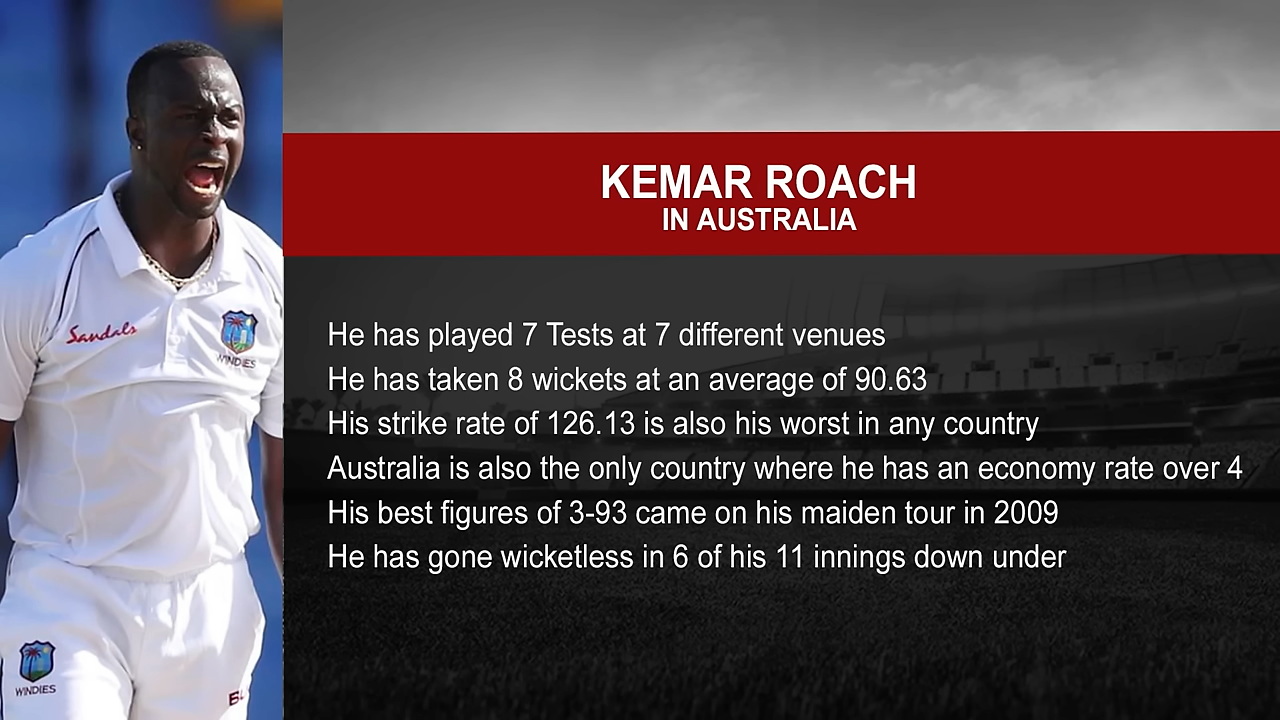 KEMAR ROACH
IN AUSTRALIA
He has played 7 Tests at 7 different venues
He has taken 8 wickets at an average of 90.63
His strike rate of 126.13 is also his worst in any country
Australia is also the only country where he has an economy rate over 4
His best figures of 3-93 came on his maiden tour in 2009
He has gone wicketless in 6 of his 11 innings down under
Sandals
WINDIES
WINDIES